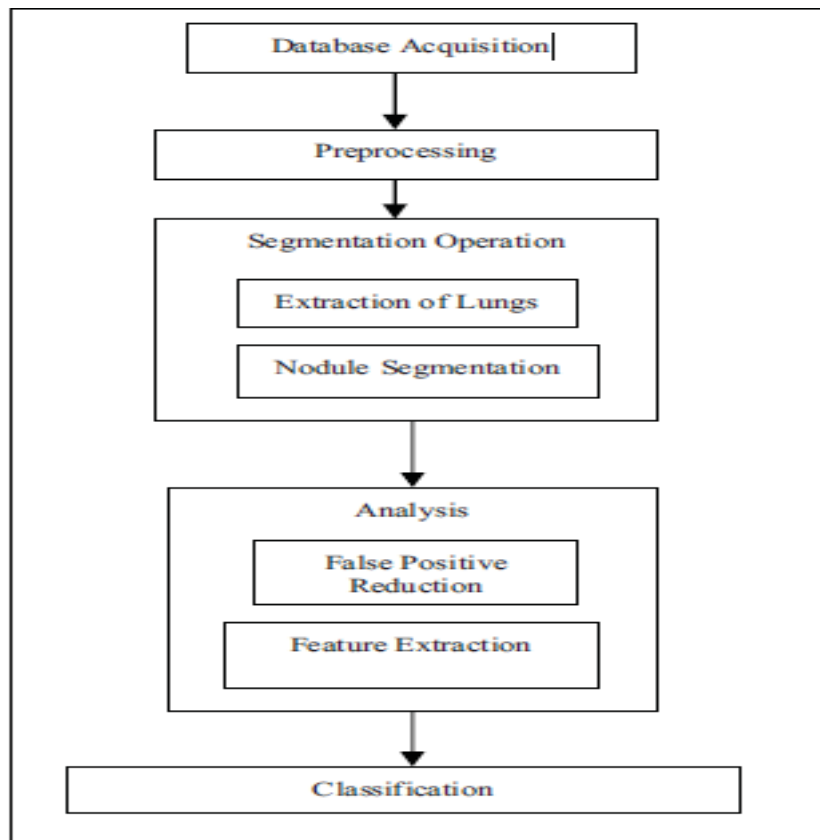 Database Acquisition
Preprocessing
Segmentation Operation
Extraction of Lungs
Nodule Segmentation
Analysis
False Positive
Reduction
Feature Extraction
Classification